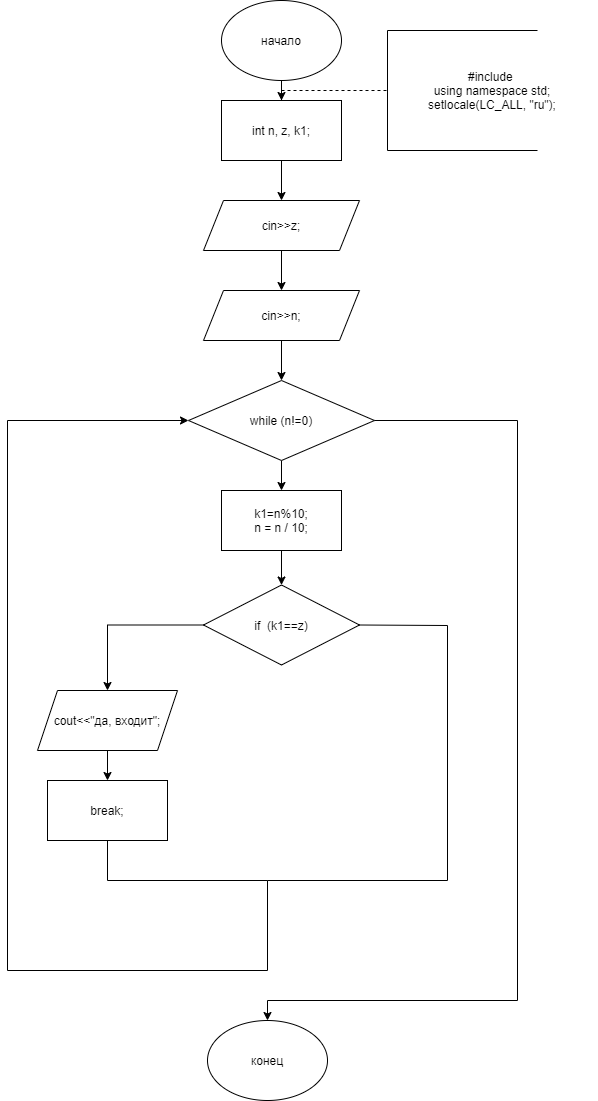 начало
#include
using namespace std;
setlocale(LC_ALL, "ru");
int n, z, k1;
cin>>z;
cin>>n;
while (n!=0)
k1=n%10;
n = n / 10;
if  (k1==z)
cout<<"да, входит";
break;
конец